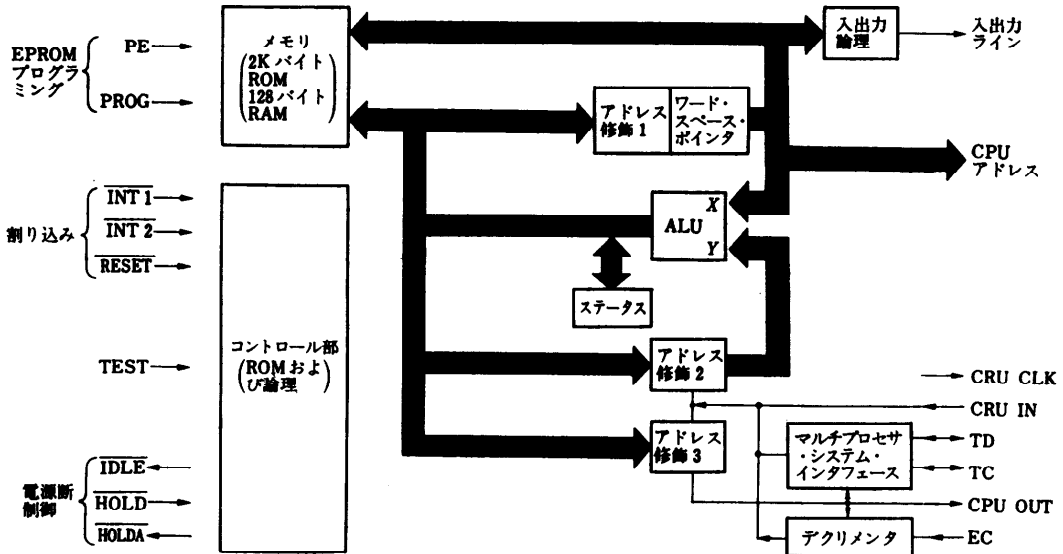 EPROM
プログラ
ミング
PE
PROG
メモリ
(2K バイト
ROM
128バイト
RAM)
入出力
論理
入出力
ライン
アドレス
修飾 1
ワード・
スペース・
ポインタ
CPU
アドレス
割り込み
INT 1
INT 2
RESET
X
ALU
Y
ステータス
TEST
コントロール部
(ROM およ
び論理)
アドレス
修飾 2
CRU CLK
CRU IN
アドレス
修飾 3
マルチプロセサ
・システム・
インタフェース
TD
TC
電源断
制御
IDLE
HOLD
HOLDA
CPU OUT
デクリメンタ
EC